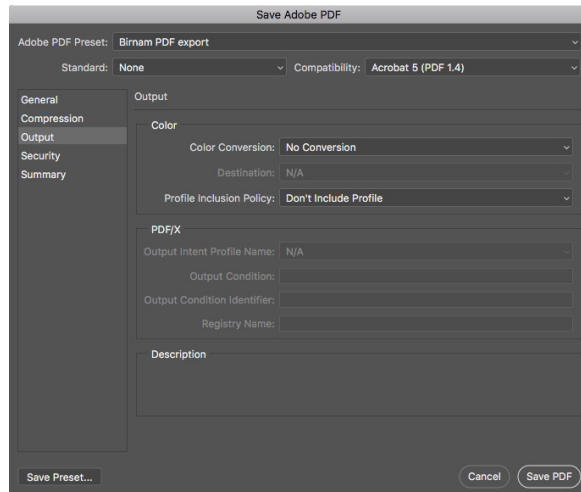 Save Adobe PDF
Adobe PDF Preset: Birnam PDF export
Standard: None Compatibility: Acrobat 5 (PDF 1.4)
General
Compression
Output
Security
Summary
Output
Color
Color Conversion: No Conversion
Destination: N/A
Profile Inclusion Policy: Don't Include Profile
PDF/X
Output Intent Profile Name: N/A
Output Condition:
Output Condition Identifier:
Registry Name:
Description
Save Preset... Cancel Save PDF